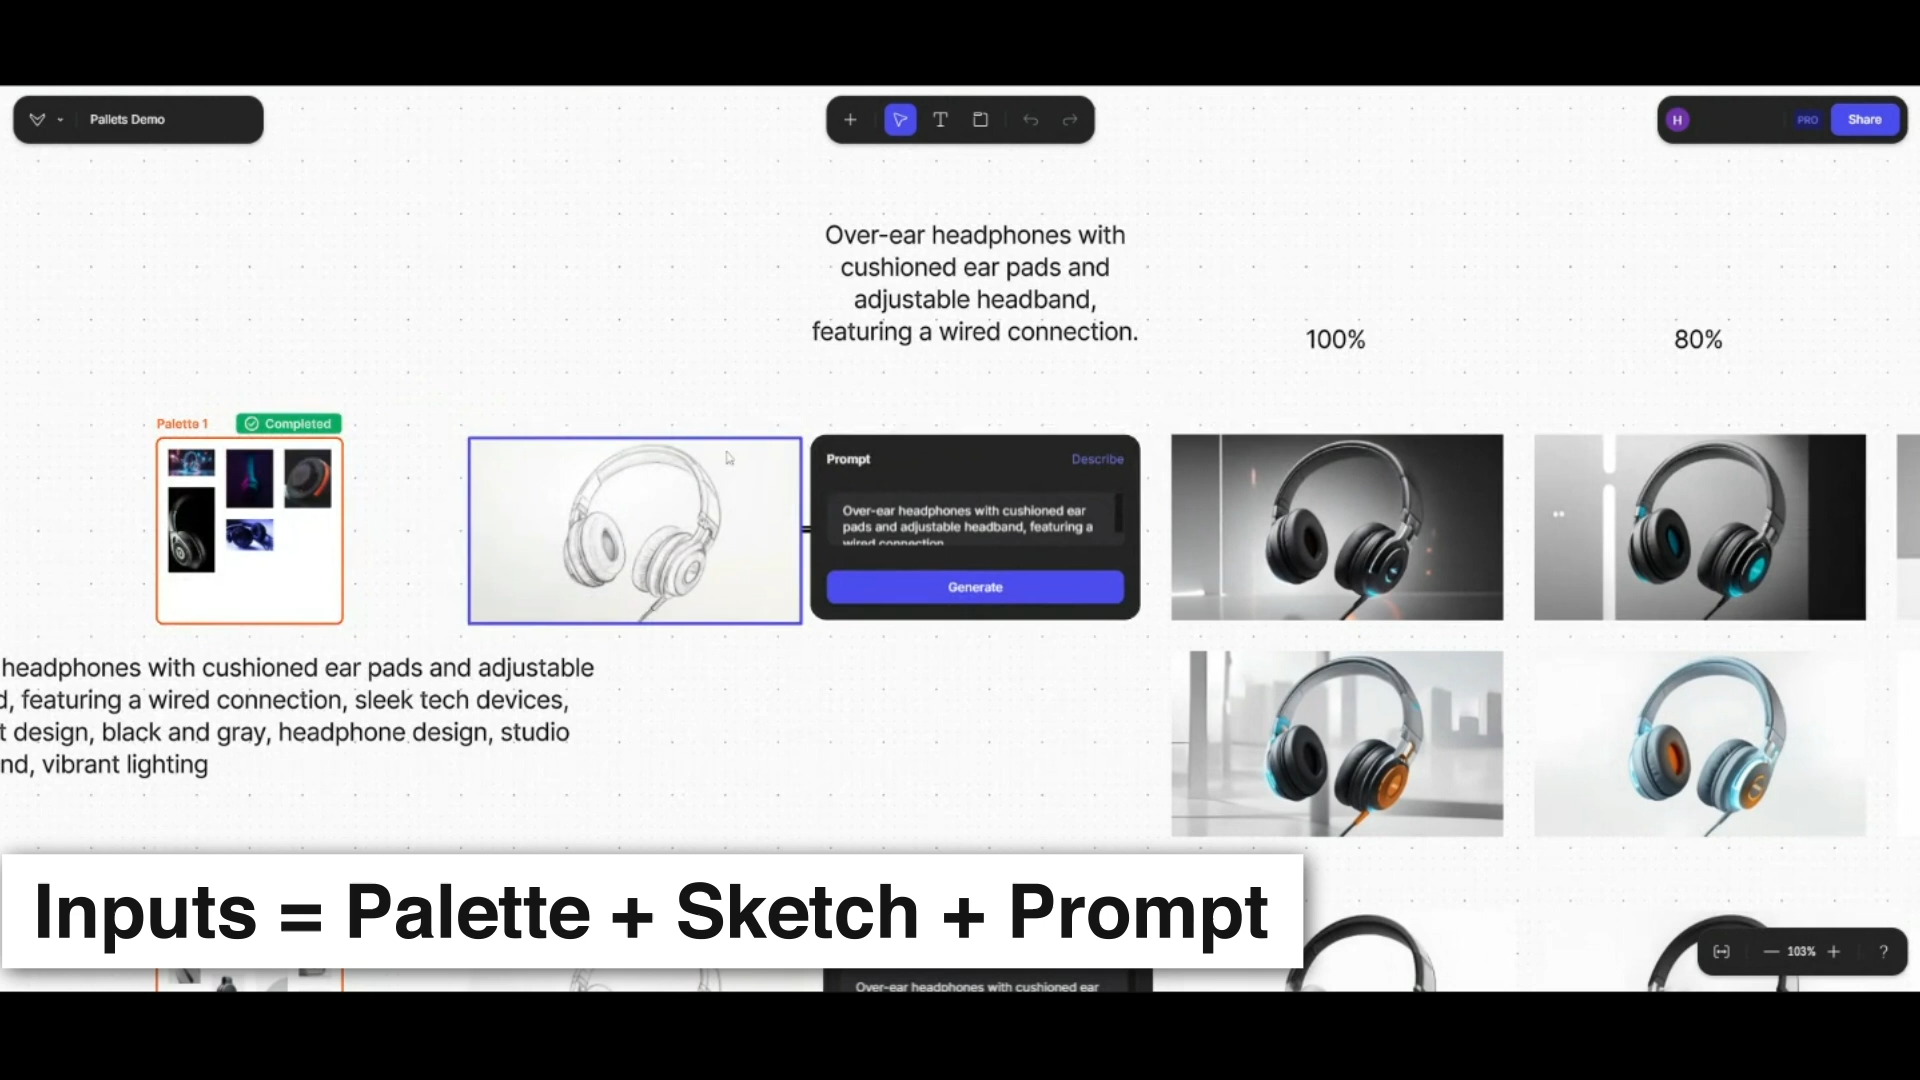 Pallets Demo
H
PRO
Share
Over-ear headphones with
cushioned ear pads and
adjustable headband,
featuring a wired connection.
100%
80%
Palette 1
Completed
Prompt
Describe
Over-ear headphones with cushioned ear
pads and adjustable headband, featuring a
wired connection
Generate
headphones with cushioned ear pads and adjustable
d, featuring a wired connection, sleek tech devices,
t design, black and gray, headphone design, studio
nd, vibrant lighting
Inputs = Palette + Sketch + Prompt
103%
?
Over-ear headphones with cushioned ear